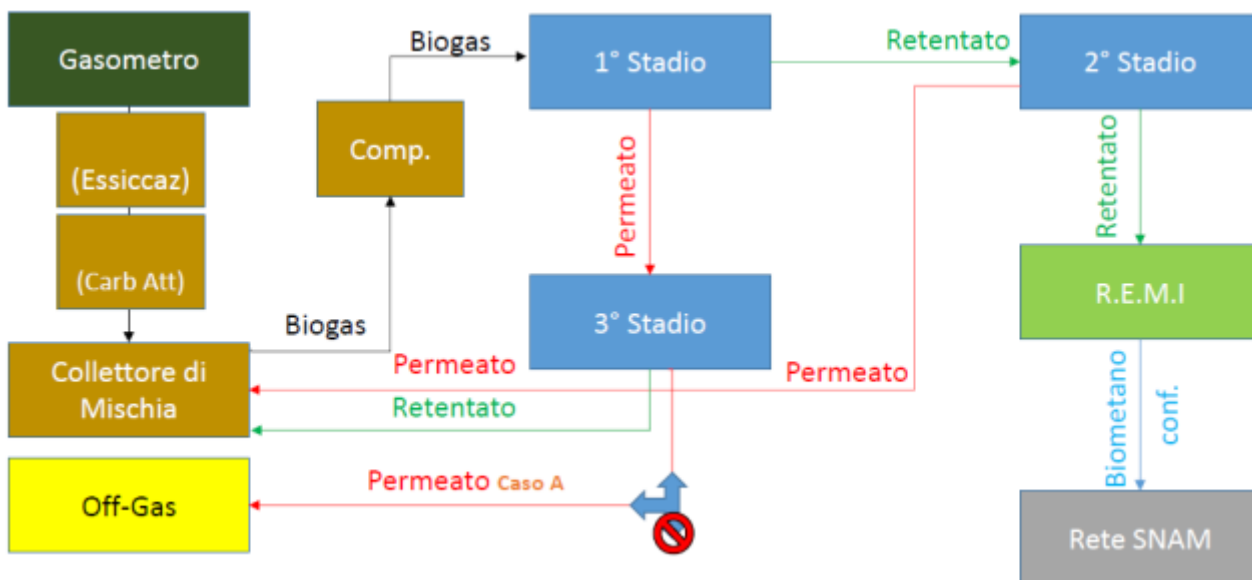 Gasometro
(Essiccaz)
(Carb Att)
Collettore di
Mischia
Off-Gas
Biogas
Comp.
Biogas
1° Stadio
Permeato
3° Stadio
Permeato
Retentato
Permeato Caso A
Retentato
2° Stadio
Permeato
Retentato
R.E.M.I
Biometano
conf.
Rete SNAM